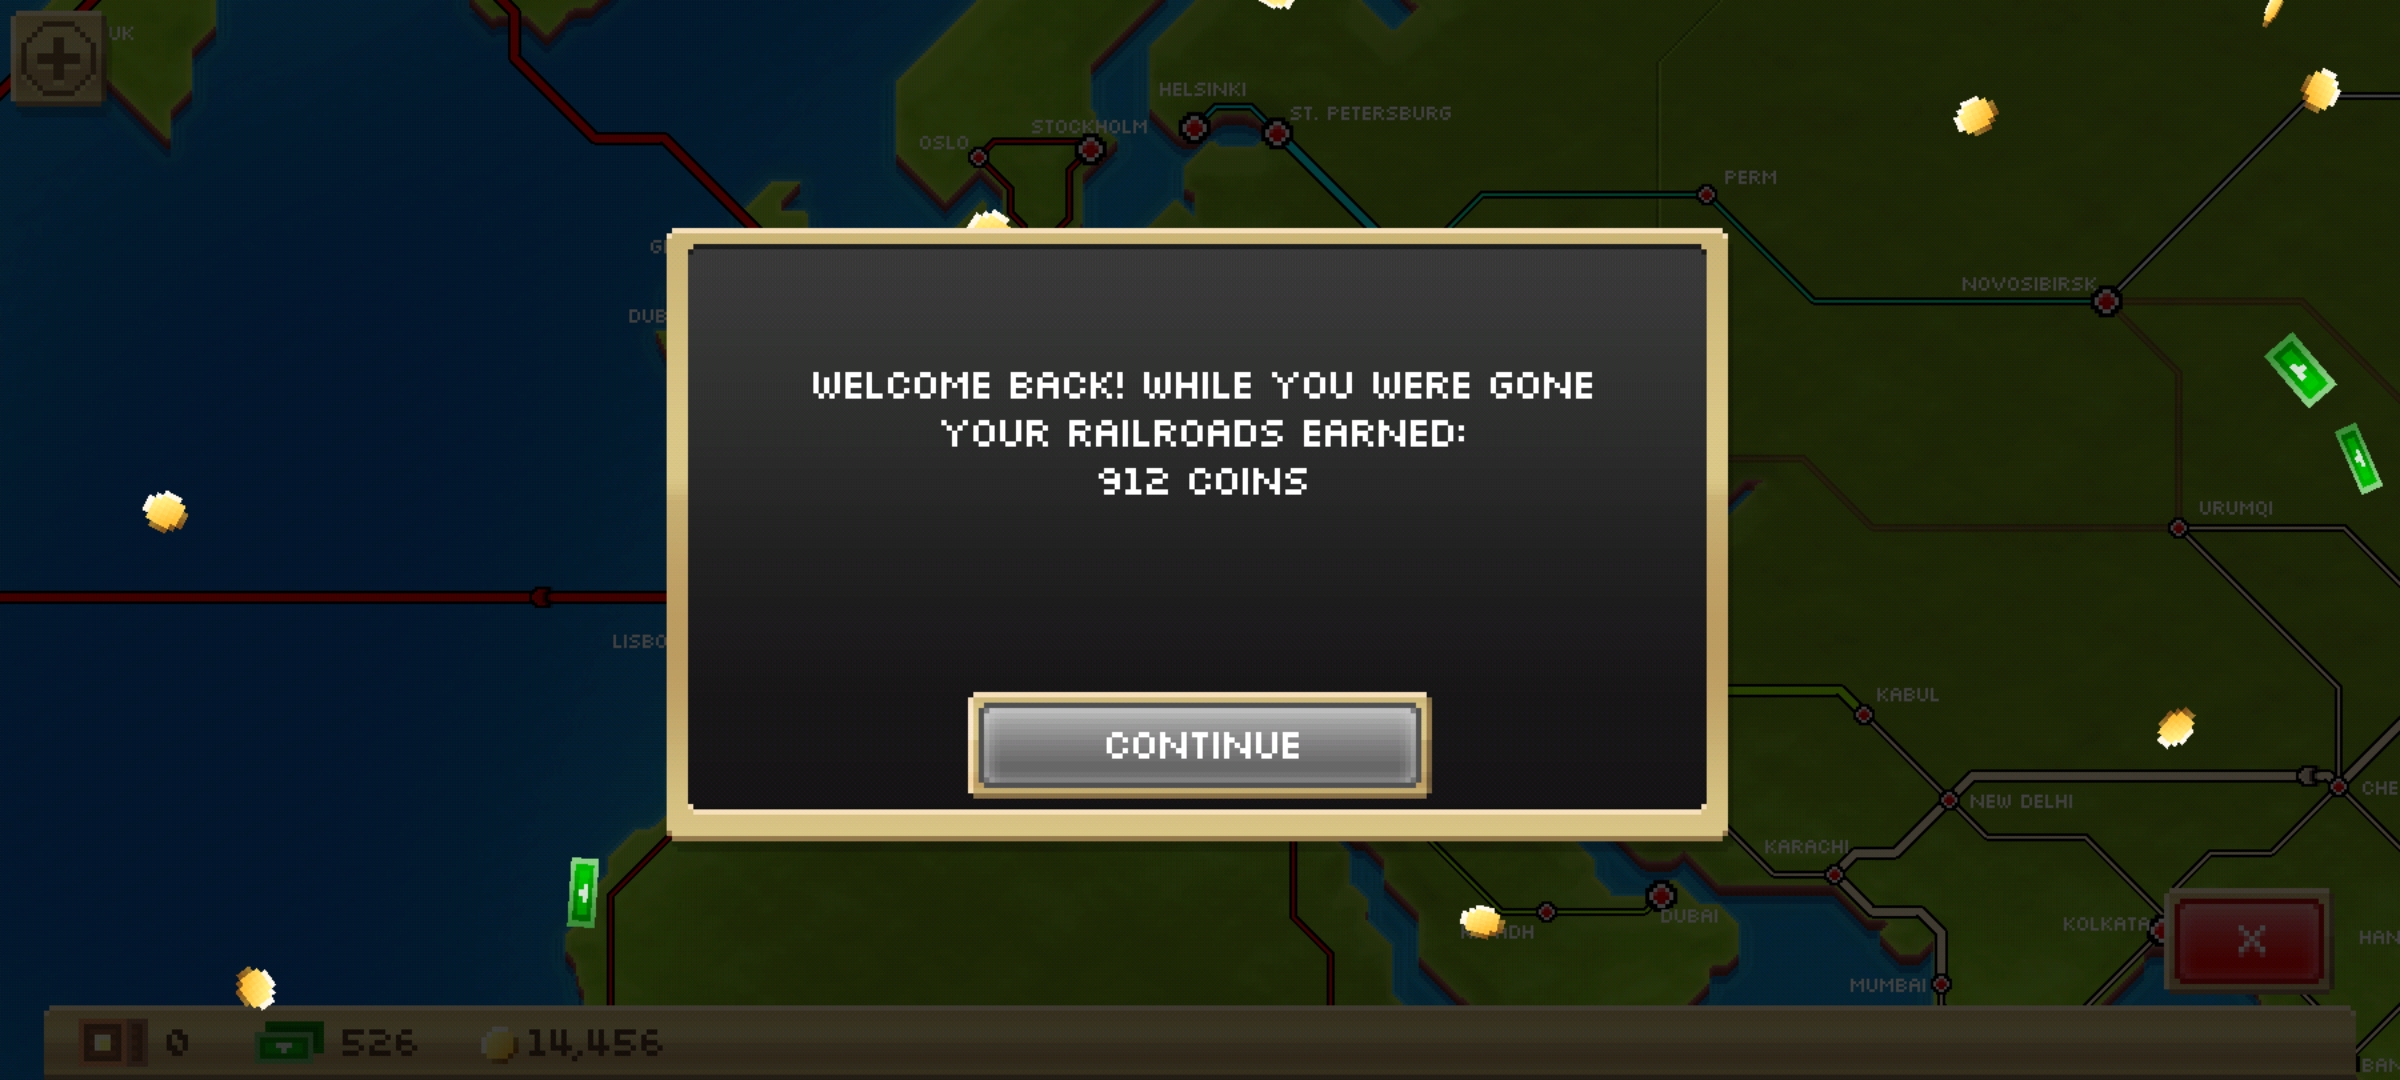 UK
HELSINKI
ST. PETERSBURG
STOCKHOLM
OSLO
PERM
NOVOSIBIRSK
WELCOME BACK! WHILE YOU WERE GONE
YOUR RAILROADS EARNED:
912 COINS
URUMQI
KABUL
CONTINUE
NEW DELHI
KARACHI
DUBAI
KOLKATA
X
MUMBAI
0
526
14,456